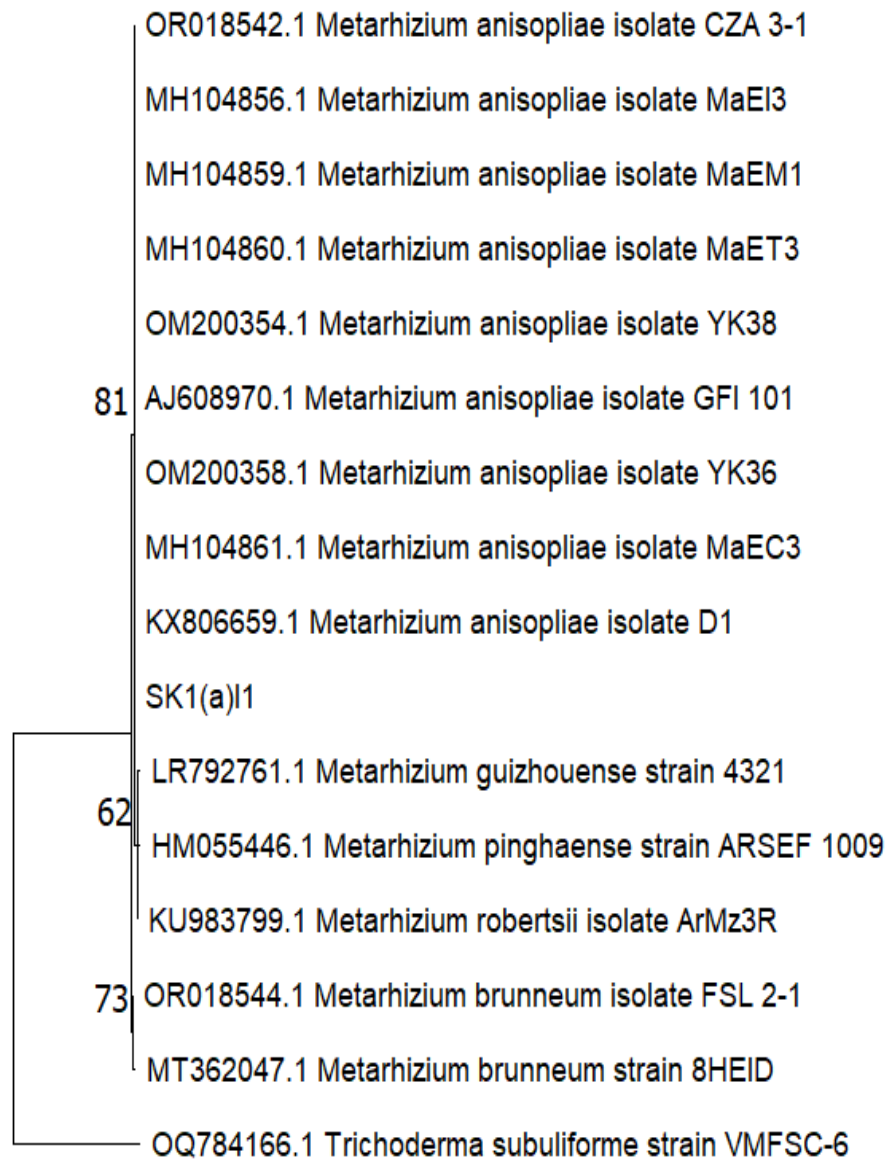 OR018542.1 Metarhizium anisopliae isolate CZA 3-1
MH104856.1 Metarhizium anisopliae isolate MaEI3
MH104859.1 Metarhizium anisopliae isolate MaEM1
MH104860.1 Metarhizium anisopliae isolate MaET3
OM200354.1 Metarhizium anisopliae isolate YK38
81 AJ608970.1 Metarhizium anisopliae isolate GFI 101
OM200358.1 Metarhizium anisopliae isolate YK36
MH104861.1 Metarhizium anisopliae isolate MaEC3
KX806659.1 Metarhizium anisopliae isolate D1
SK1(a)I1
LR792761.1 Metarhizium guizhouense strain 4321
62
HM055446.1 Metarhizium pinghaense strain ARSEF 1009
KU983799.1 Metarhizium robertsii isolate ArMz3R
73 OR018544.1 Metarhizium brunneum isolate FSL 2-1
MT362047.1 Metarhizium brunneum strain 8HEID
OQ784166.1 Trichoderma subuliforme strain VMFSC-6